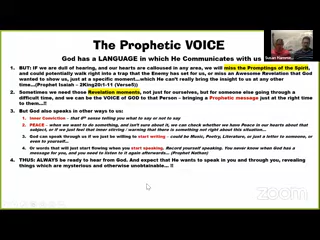 The Prophetic VOICE
God has a LANGUAGE in which He Communicates with us
1. BUT: IF we are dull of hearing, and our hearts are calloused in any area, we will miss the Promptings of the Spirit,
and could potentially walk right into a trap that the Enemy has set for us, or miss an Awesome Revelation that God
wanted to show us, just at a specific moment...which he can't really bring the insight to us at any other
time...(Prophet Isaiah - 2King20:1-11 (Verse5))
2. Sometimes we need those Revelation moments, not just for ourselves, but for someone else going through a
difficult time, and we can be the VOICE of GOD to that Person - bringing a Prophetic message just at the right time
to them...!!
3. But God also speaks in other ways to us:
1. Inner Conviction - that 6th sense telling you what to say or not to say
2. PEACE - when we want to do something, and isn't sure about it, we can check whether we have Peace in our hearts about that
subject, or if we just feel that inner stirring / warning that there is something not right about this situation...
3. God can speak through us if we just be willing to start writing - could be Music, Poetry, Literature, or just a letter to someone, or
even to yourself...
4. Or words that will just start flowing when you start speaking, Record yourself speaking. You never know when God has a
message for you, and you need to listen to it again afterwards... (Prophet Nathan)
4. THUS: ALWAYS be ready to hear from God. And expect that He wants to speak in you and through you, revealing
things which are mysterious and otherwise unobtainable... !!
zoom